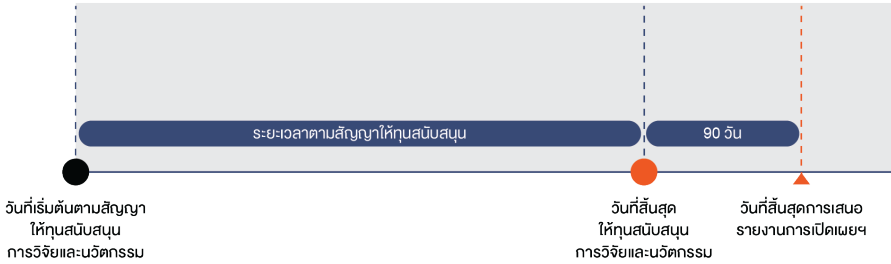 ระยะเวลาตามสัญญาให้ทุนสนับสนุน
90 วัน
วันที่เริ่มต้นตามสัญญา
ให้ทุนสนับสนุน
การวิจัยและนวัตกรรม
วันที่สิ้นสุด
ให้ทุนสนับสนุน
การวิจัยและนวัตกรรม
วันที่สิ้นสุดการเสนอ
รายงานการเปิดเผยฯ